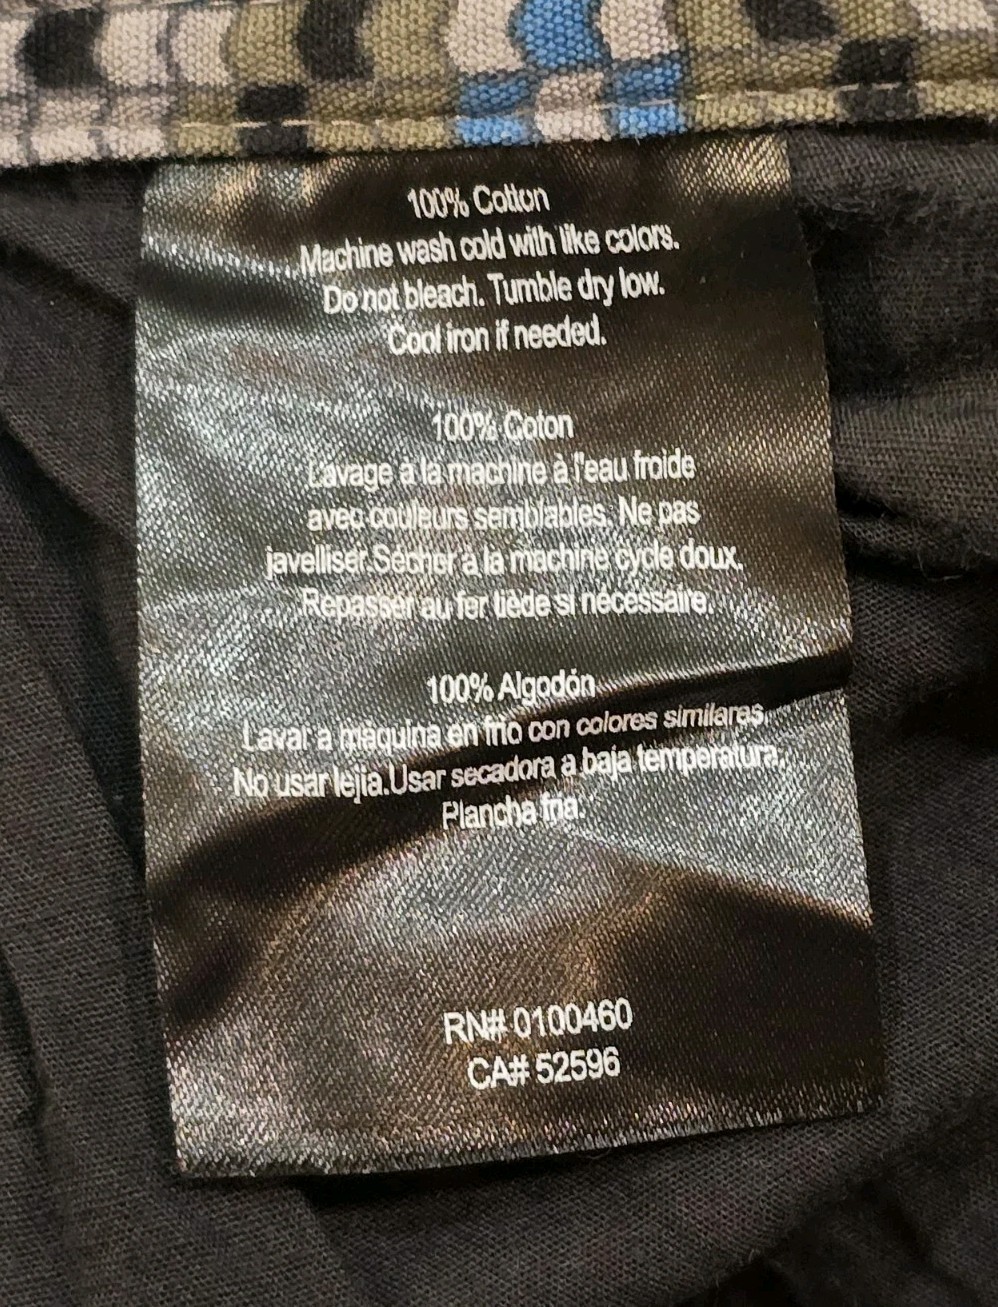 100% Cotton
Machine wash cold with like colors.
Do not bleach. Tumble dry low.
Cool iron if needed.
100% Coton
Lavage à la machine à l'eau froide
avec couleurs semblables. Ne pas
javelliser.Sécher à la machine cycle doux.
Repasser au fer tiède si nécessaire.
100% Algodón
Lavar a máquina en frio con colores similares.
No usar lejia.Usar secadora a baja temperatura.
Plancha fria.
RN# 0100460
CA# 52596